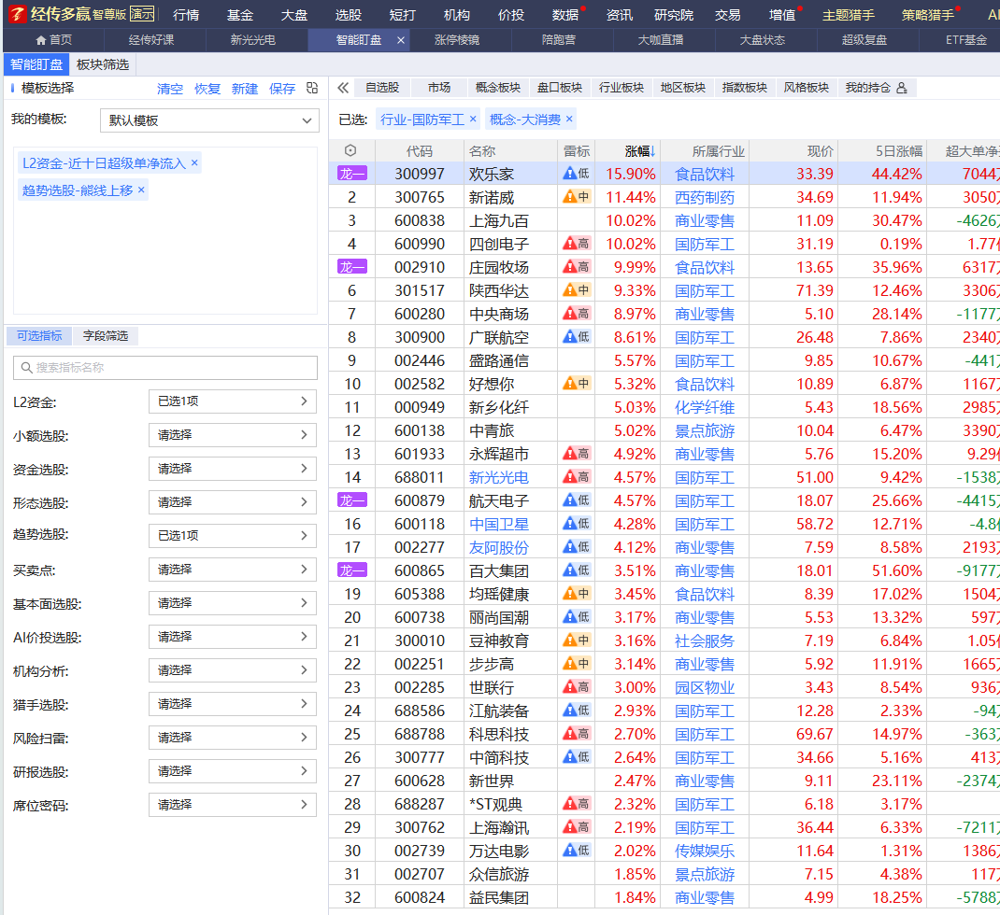 经传多赢 智尊版 演示 行情 基金 大盘 选股 短打 机构 价投 数据 资讯 研究院 交易 增值 主题猎手 策略猎手 AI
首页 经传好课 新光光电 智能盯盘 × 涨停棱镜 陪跑营 大咖直播 大盘状态 超级复盘 ETF基金
智能盯盘 板块筛选
模板选择 清空 恢复 新建 保存
我的模板: 默认模板
L2资金-近十日超级单净流入 ×
趋势选股-熊线上移 ×
可选指标 字段筛选
搜索指标名称
L2资金: 已选1项
小额选股: 请选择
资金选股: 请选择
形态选股: 请选择
趋势选股: 已选1项
买卖点: 请选择
基本面选股: 请选择
AI价投选股: 请选择
机构分析: 请选择
猎手选股: 请选择
风险扫雷: 请选择
研报选股: 请选择
席位密码: 请选择
自选股 市场 概念板块 盘口板块 行业板块 地区板块 指数板块 风格板块 我的持仓
已选: 行业-国防军工 × 概念-大消费 ×
代码 名称 雷标 涨幅↓ 所属行业 现价 5日涨幅 超大单净
龙一 300997 欢乐家 低 15.90% 食品饮料 33.39 44.42% 7044
2 300765 新诺威 中 11.44% 西药制药 34.69 11.94% 3050
3 600838 上海九百 10.02% 商业零售 11.09 30.47% -4626
4 600990 四创电子 高 10.02% 国防军工 31.19 0.19% 1.77
龙一 002910 庄园牧场 高 9.99% 食品饮料 13.65 35.96% 6317
6 301517 陕西华达 中 9.33% 国防军工 71.39 12.46% 3306
7 600280 中央商场 高 8.97% 商业零售 5.10 28.14% -1177
8 300900 广联航空 低 8.61% 国防军工 26.48 7.86% 2340
9 002446 盛路通信 5.57% 国防军工 9.85 10.67% -441
10 002582 好想你 中 5.32% 食品饮料 10.89 6.87% 1167
11 000949 新乡化纤 5.03% 化学纤维 5.43 18.56% 2985
12 600138 中青旅 5.02% 景点旅游 10.04 6.47% 3390
13 601933 永辉超市 高 4.92% 商业零售 5.76 15.20% 9.29
14 688011 新光光电 高 4.57% 国防军工 51.00 9.42% -1538
龙一 600879 航天电子 低 4.57% 国防军工 18.07 25.66% -4415
16 600118 中国卫星 低 4.28% 国防军工 58.72 12.71% -4.8
17 002277 友阿股份 低 4.12% 商业零售 7.59 8.58% 2193
龙一 600865 百大集团 低 3.51% 商业零售 18.01 51.60% -9177
19 605388 均瑶健康 中 3.45% 食品饮料 8.39 17.02% 1504
20 600738 丽尚国潮 低 3.17% 商业零售 5.53 13.32% 597
21 300010 豆神教育 中 3.16% 社会服务 7.19 6.84% 1.05
22 002251 步步高 中 3.14% 商业零售 5.92 11.91% 1665
23 002285 世联行 高 3.00% 园区物业 3.43 8.54% 936
24 688586 江航装备 低 2.93% 国防军工 12.28 2.33% -94
25 688788 科思科技 高 2.70% 国防军工 69.67 14.97% -363
26 300777 中简科技 低 2.64% 国防军工 34.66 5.16% 413
27 600628 新世界 2.47% 商业零售 9.11 23.11% -2374
28 688287 *ST观典 高 2.32% 国防军工 6.18 3.17%
29 300762 上海瀚讯 高 2.19% 国防军工 36.44 6.33% -7211
30 002739 万达电影 低 2.02% 传媒娱乐 11.64 1.31% 1386
31 002707 众信旅游 1.85% 景点旅游 7.15 4.38% 117
32 600824 益民集团 1.84% 商业零售 4.99 18.25% -5788